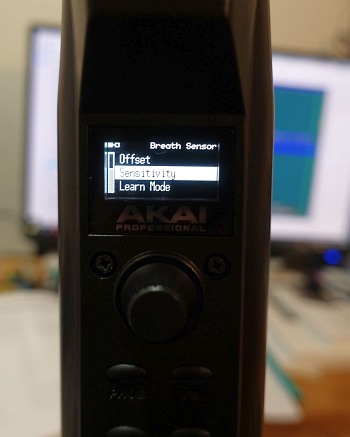 Breath Sensor
Offset
Sensitivity
Learn Mode
AKAI
PROFESSIONAL